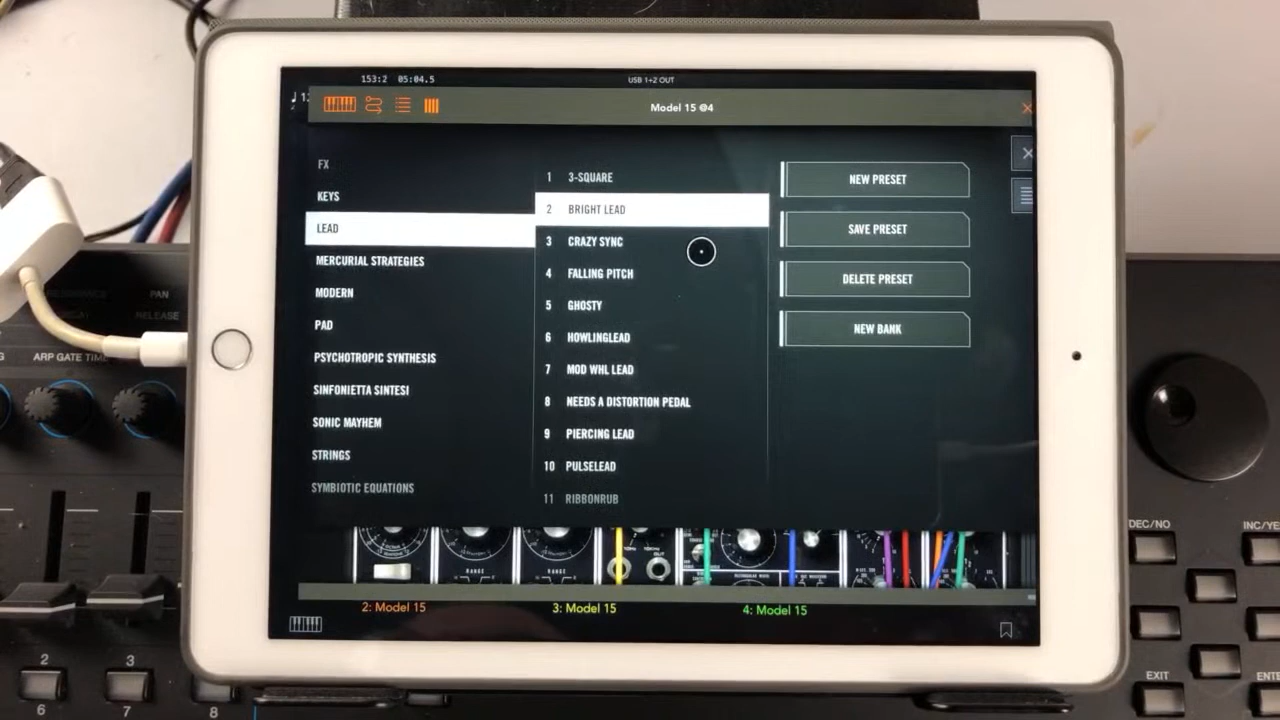 153:2 05:04.5
USB 1+2 OUT
Model 15 @4
FX
KEYS
LEAD
MERCURIAL STRATEGIES
MODERN
PAD
PSYCHOTROPIC SYNTHESIS
SINFONIETTA SINTESI
SONIC MAYHEM
STRINGS
SYMBIOTIC EQUATIONS
1 3-SQUARE
2 BRIGHT LEAD
3 CRAZY SYNC
4 FALLING PITCH
5 GHOSTY
6 HOWLINGLEAD
7 MOD WHL LEAD
8 NEEDS A DISTORTION PEDAL
9 PIERCING LEAD
10 PULSELEAD
11 RIBBONRUB
NEW PRESET
SAVE PRESET
DELETE PRESET
NEW BANK
RANGE
RANGE
2: Model 15
3: Model 15
4: Model 15
PAN
RELEASE
ARP GATE TIME
2 3
6 7 8
DEC/NO
INC/YE
EXIT
ENTE